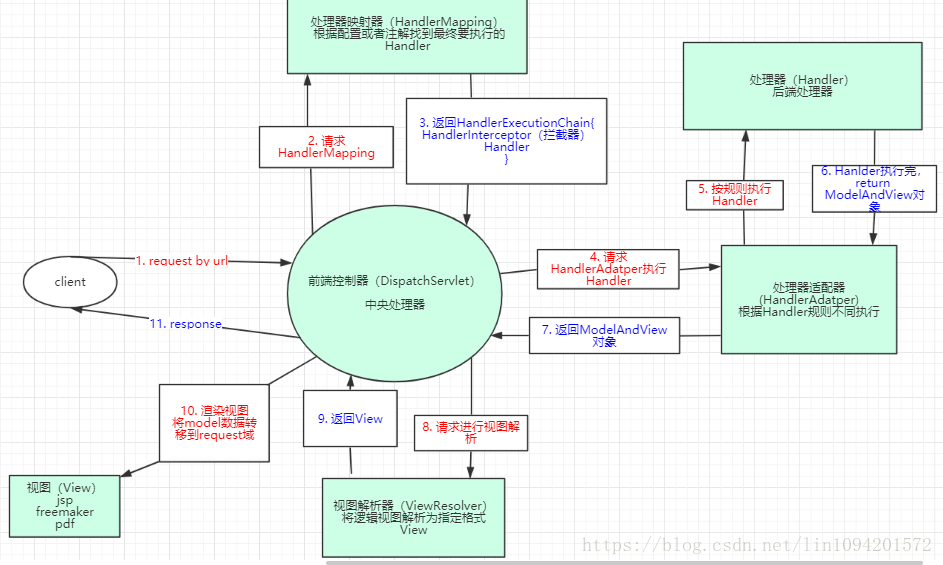 处理器映射器（HandlerMapping）
根据配置或者注解找到最终要执行的
Handler
处理器（Handler）
后端处理器
2. 请求
HandlerMapping
3. 返回HandlerExecutionChain{
HandlerInterceptor（拦截器）
Handler
}
5. 按规则执行
Handler
6. Hanlder执行完，
return
ModelAndView对
象
1. request by url
client
11. response
前端控制器（DispatchServlet）
中央处理器
4. 请求
HandlerAdatper执行
Handler
7. 返回ModelAndView
对象
处理器适配器
(HandlerAdatper)
根据Handler规则不同执行
10. 渲染视图
将model数据转
移到request域
9. 返回View
8. 请求进行视图解
析
视图（View）
jsp
freemaker
pdf
视图解析器（ViewResolver）
将逻辑视图解析为指定格式
View
https://blog.csdn.net/lin1094201572